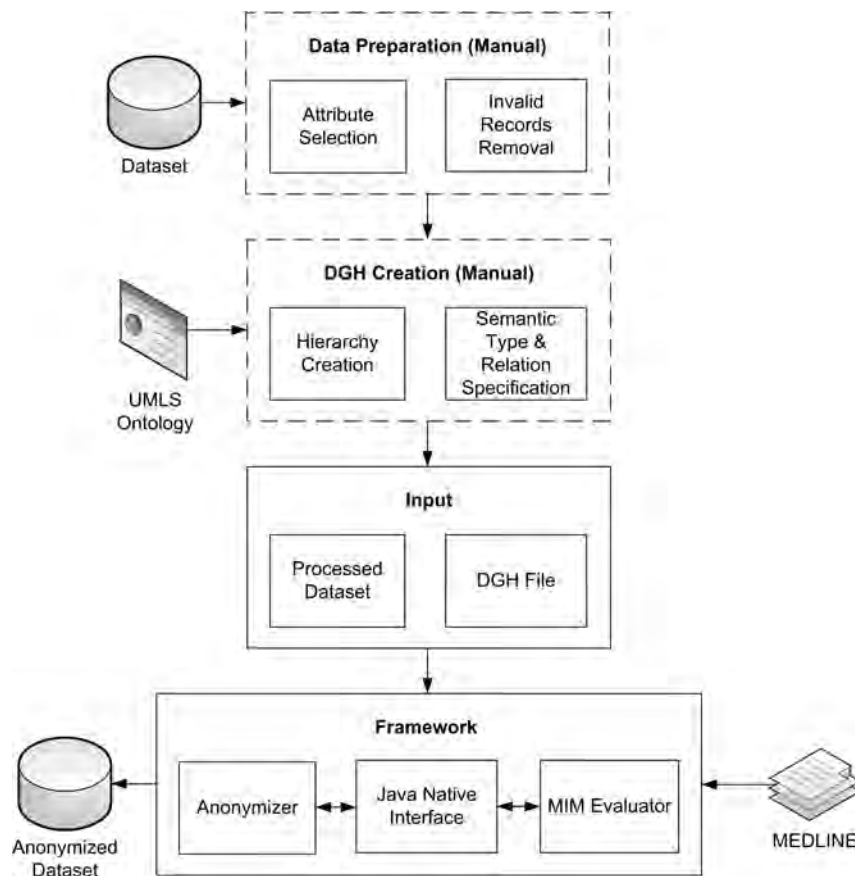 Data Preparation (Manual)
Attribute
Selection
Invalid
Records
Removal
Dataset
DGH Creation (Manual)
Hierarchy
Creation
Semantic
Type &
Relation
Specification
UMLS
Ontology
Input
Processed
Dataset
DGH File
Framework
Anonymizer
Java Native
Interface
MIM Evaluator
Anonymized
Dataset
MEDLINE